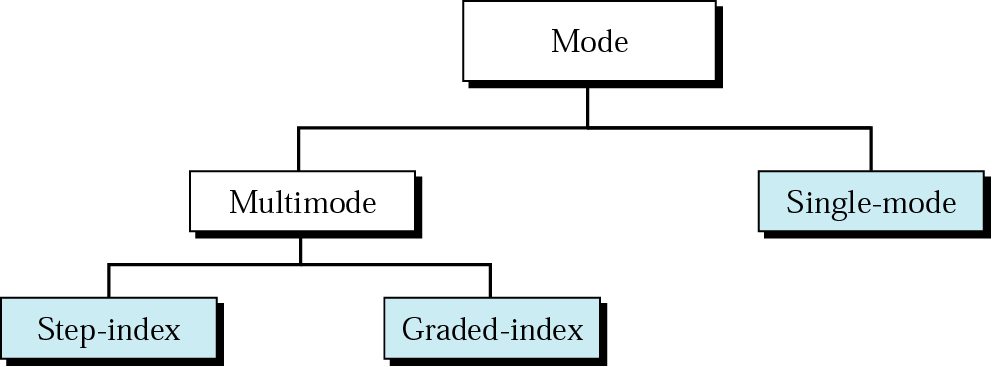 Mode
Multimode
Single-mode
Step-index
Graded-index